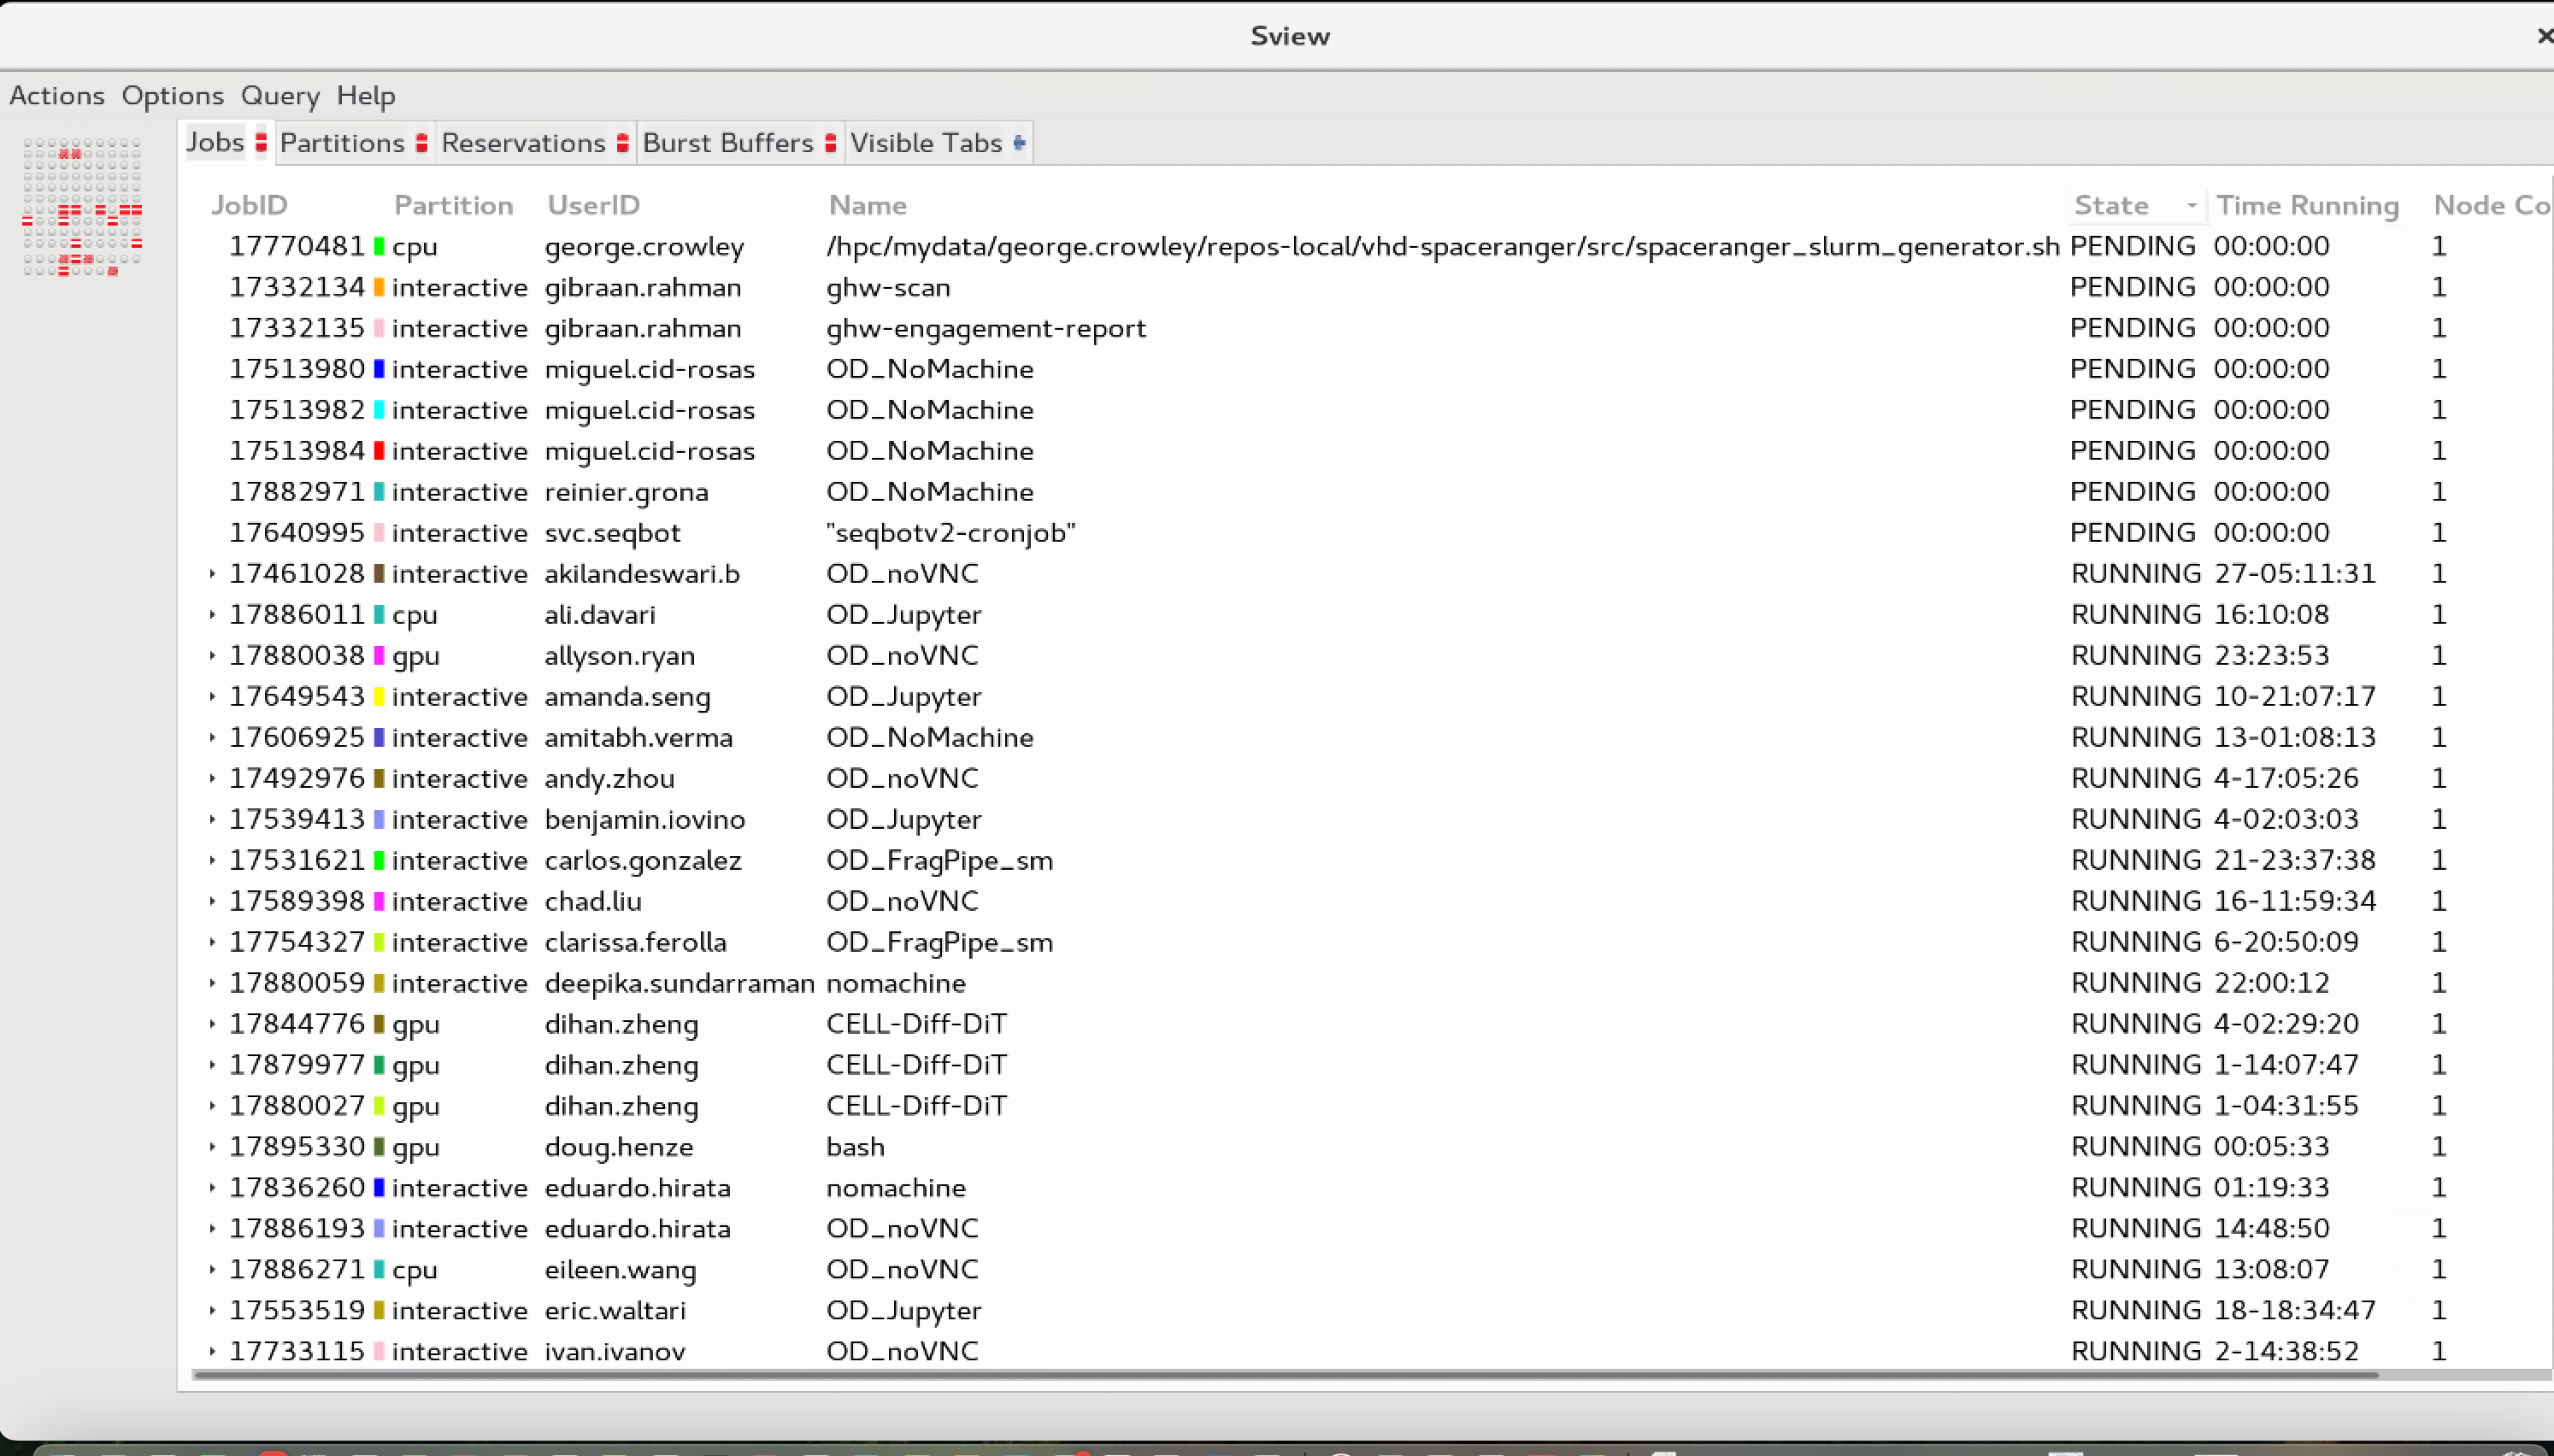 Sview
Actions Options Query Help
Jobs Partitions Reservations Burst Buffers Visible Tabs
JobID Partition UserID Name State Time Running Node Co
17770481 cpu george.crowley /hpc/mydata/george.crowley/repos-local/vhd-spaceranger/src/spaceranger_slurm_generator.sh PENDING 00:00:00 1
17332134 interactive gibraan.rahman ghw-scan PENDING 00:00:00 1
17332135 interactive gibraan.rahman ghw-engagement-report PENDING 00:00:00 1
17513980 interactive miguel.cid-rosas OD_NoMachine PENDING 00:00:00 1
17513982 interactive miguel.cid-rosas OD_NoMachine PENDING 00:00:00 1
17513984 interactive miguel.cid-rosas OD_NoMachine PENDING 00:00:00 1
17882971 interactive reinier.grona OD_NoMachine PENDING 00:00:00 1
17640995 interactive svc.seqbot "seqbotv2-cronjob" PENDING 00:00:00 1
17461028 interactive akilandeswari.b OD_noVNC RUNNING 27-05:11:31 1
17886011 cpu ali.davari OD_Jupyter RUNNING 16:10:08 1
17880038 gpu allyson.ryan OD_noVNC RUNNING 23:23:53 1
17649543 interactive amanda.seng OD_Jupyter RUNNING 10-21:07:17 1
17606925 interactive amitabh.verma OD_NoMachine RUNNING 13-01:08:13 1
17492976 interactive andy.zhou OD_noVNC RUNNING 4-17:05:26 1
17539413 interactive benjamin.iovino OD_Jupyter RUNNING 4-02:03:03 1
17531621 interactive carlos.gonzalez OD_FragPipe_sm RUNNING 21-23:37:38 1
17589398 interactive chad.liu OD_noVNC RUNNING 16-11:59:34 1
17754327 interactive clarissa.ferolla OD_FragPipe_sm RUNNING 6-20:50:09 1
17880059 interactive deepika.sundarraman nomachine RUNNING 22:00:12 1
17844776 gpu dihan.zheng CELL-Diff-DiT RUNNING 4-02:29:20 1
17879977 gpu dihan.zheng CELL-Diff-DiT RUNNING 1-14:07:47 1
17880027 gpu dihan.zheng CELL-Diff-DiT RUNNING 1-04:31:55 1
17895330 gpu doug.henze bash RUNNING 00:05:33 1
17836260 interactive eduardo.hirata nomachine RUNNING 01:19:33 1
17886193 interactive eduardo.hirata OD_noVNC RUNNING 14:48:50 1
17886271 cpu eileen.wang OD_noVNC RUNNING 13:08:07 1
17553519 interactive eric.waltari OD_Jupyter RUNNING 18-18:34:47 1
17733115 interactive ivan.ivanov OD_noVNC RUNNING 2-14:38:52 1